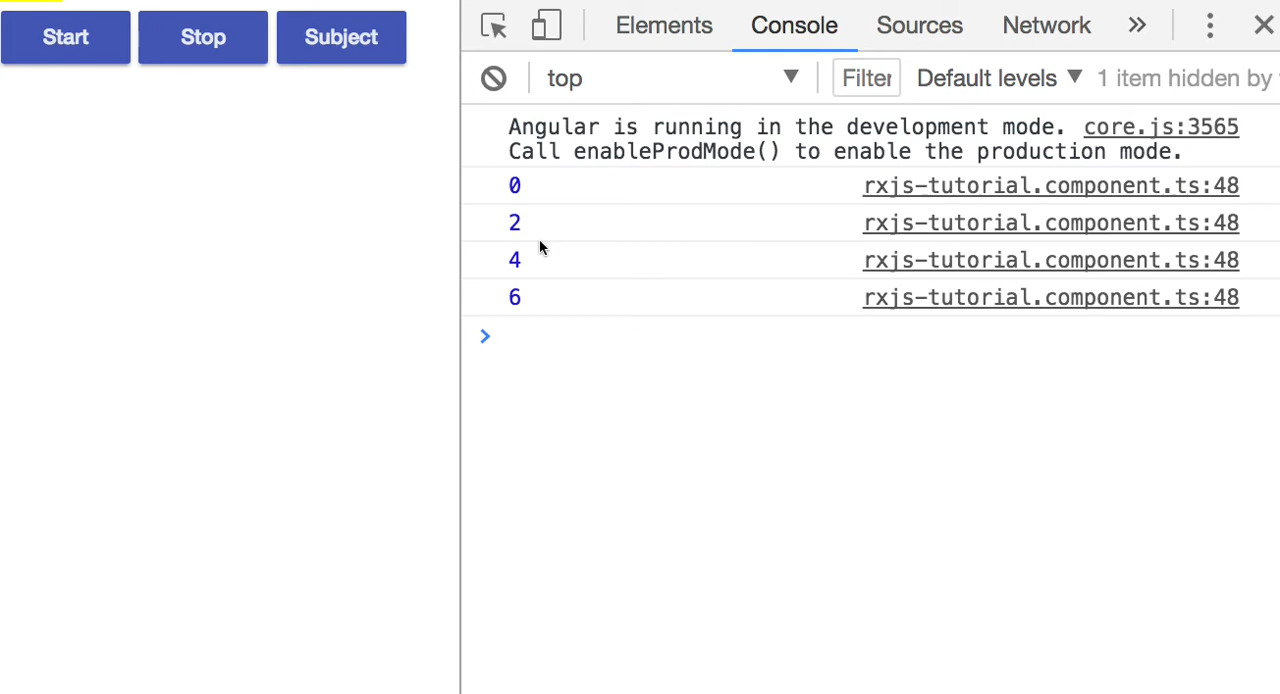 Start Stop Subject
Elements Console Sources Network »
top Filter Default levels 1 item hidden by
Angular is running in the development mode. core.js:3565
Call enableProdMode() to enable the production mode.
0 rxjs-tutorial.component.ts:48
2 rxjs-tutorial.component.ts:48
4 rxjs-tutorial.component.ts:48
6 rxjs-tutorial.component.ts:48